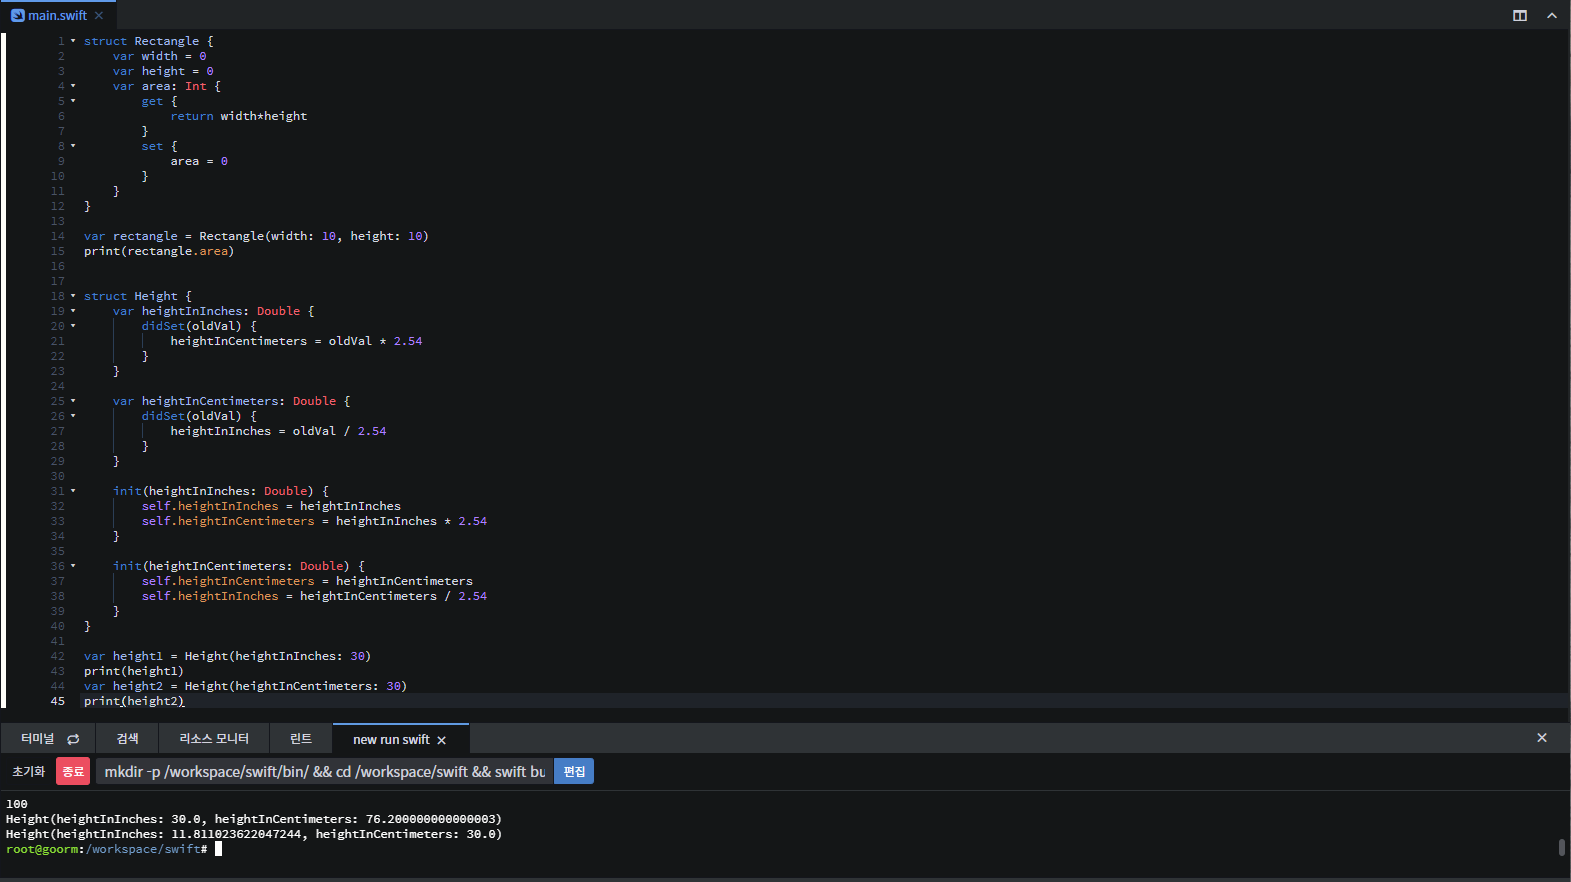 main.swift ×
1 struct Rectangle {
2     var width = 0
3     var height = 0
4     var area: Int {
5         get {
6             return width*height
7         }
8         set {
9             area = 0
10         }
11     }
12 }
13
14 var rectangle = Rectangle(width: 10, height: 10)
15 print(rectangle.area)
16
17
18 struct Height {
19     var heightInInches: Double {
20         didSet(oldVal) {
21             heightInCentimeters = oldVal * 2.54
22         }
23     }
24
25     var heightInCentimeters: Double {
26         didSet(oldVal) {
27             heightInInches = oldVal / 2.54
28         }
29     }
30
31     init(heightInInches: Double) {
32         self.heightInInches = heightInInches
33         self.heightInCentimeters = heightInInches * 2.54
34     }
35
36     init(heightInCentimeters: Double) {
37         self.heightInCentimeters = heightInCentimeters
38         self.heightInInches = heightInCentimeters / 2.54
39     }
40 }
41
42 var height1 = Height(heightInInches: 30)
43 print(height1)
44 var height2 = Height(heightInCentimeters: 30)
45 print(height2)
터미널 검색 리소스 모니터 린트 new run swift ×
초기화 종료 mkdir -p /workspace/swift/bin/ && cd /workspace/swift && swift bu 편집
100
Height(heightInInches: 30.0, heightInCentimeters: 76.200000000000003)
Height(heightInInches: 11.811023622047244, heightInCentimeters: 30.0)
root@goorm:/workspace/swift#